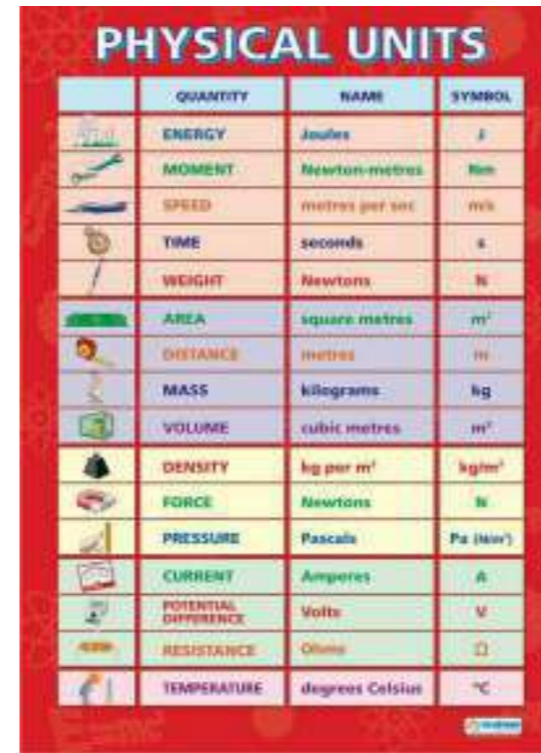 PHYSICAL UNITS
QUANTITY NAME SYMBOL
ENERGY Joules J
MOMENT Newton-metres Nm
SPEED metres per sec m/s
TIME seconds s
WEIGHT Newtons N
AREA square metres m²
DISTANCE metres m
MASS kilograms kg
VOLUME cubic metres
DENSITY kg per m³ kg/m³
FORCE Newtons N
PRESSURE Pascals Pa (N/m²)
CURRENT Amperes A
POTENTIAL
DIFFERENCE Volts V
RESISTANCE Ohms Ω
TEMPERATURE degrees Celsius °C